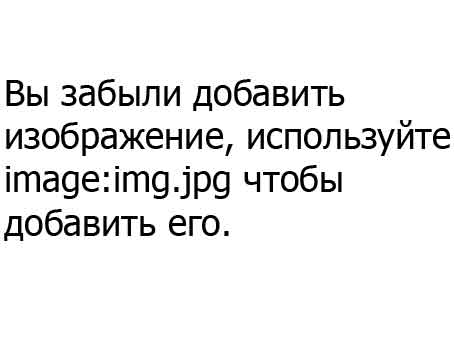 Вы забыли добавить
изображение, используйте
image:img.jpg чтобы
добавить его.